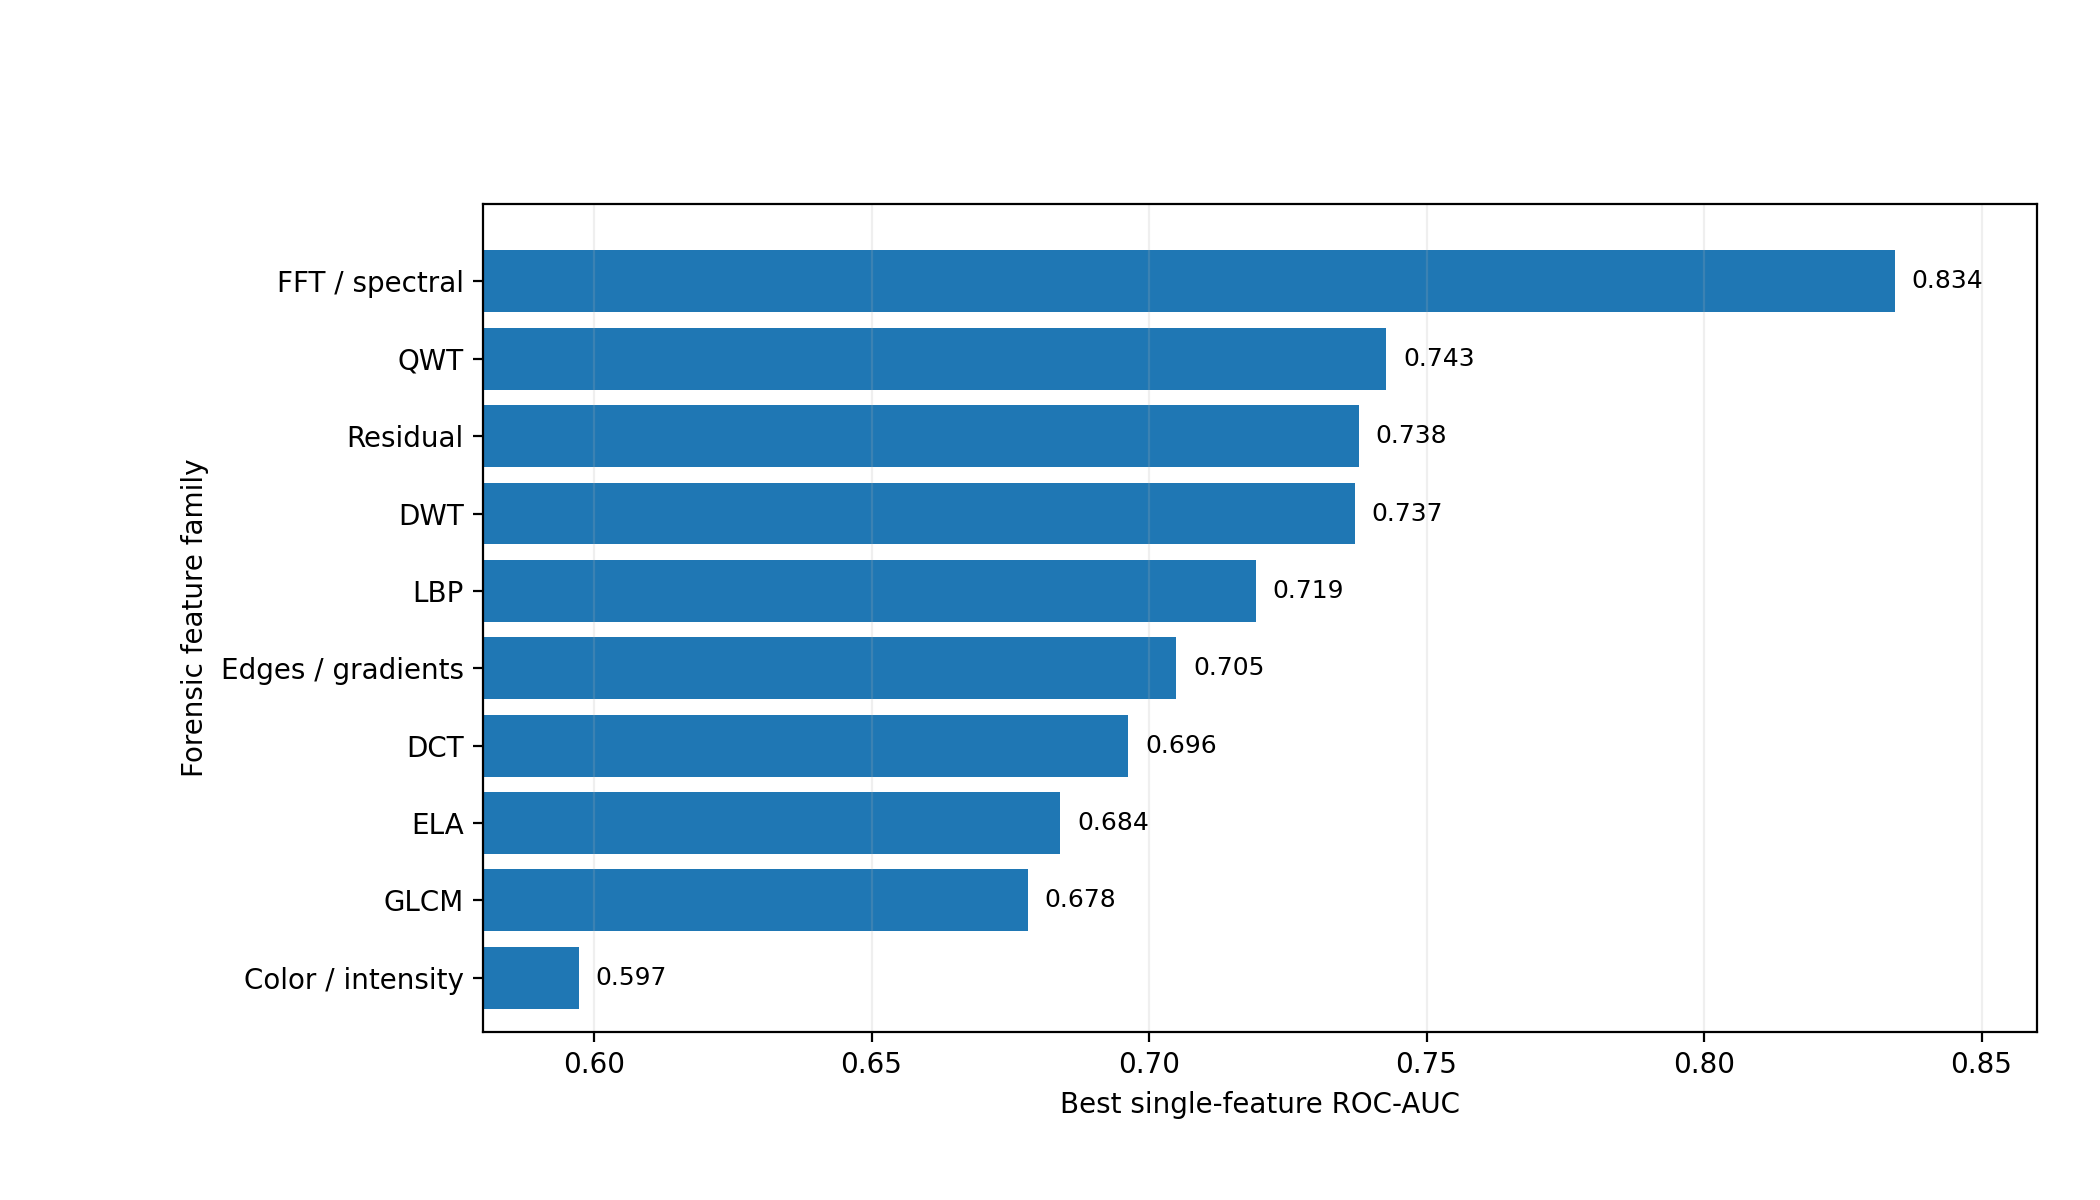 FFT / spectral 0.834
QWT 0.743
Residual 0.738
DWT 0.737
LBP 0.719
Edges / gradients 0.705
DCT 0.696
ELA 0.684
GLCM 0.678
Color / intensity 0.597
Forensic feature family
0.60 0.65 0.70 0.75 0.80 0.85
Best single-feature ROC-AUC